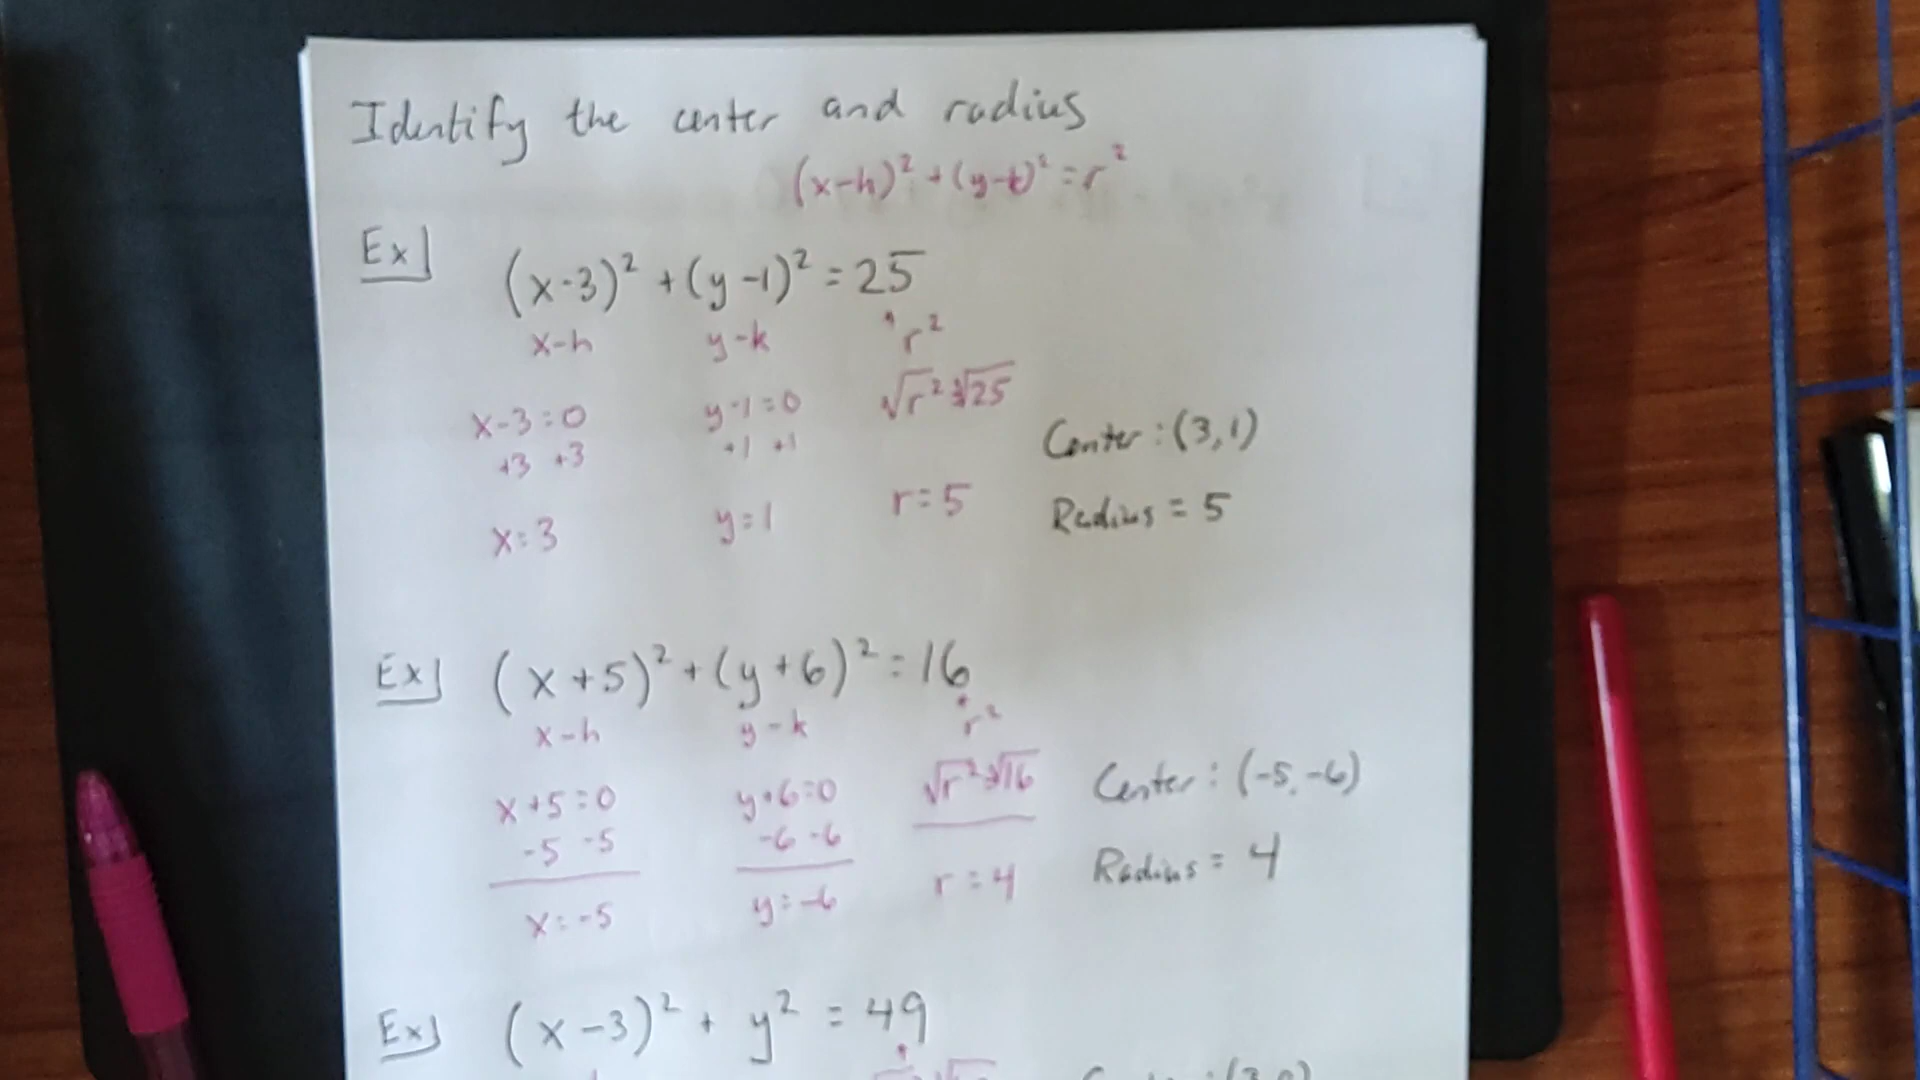 Identify the center and radius
(x-h)² + (y-k)² = r²
Ex] (x-3)² + (y-1)² = 25
x-h y-k r²
x-3=0 y-1=0 √r² = √25
+3 +3 +1 +1
Center: (3,1)
x=3 y=1 r=5
Radius = 5
Ex] (x+5)² + (y+6)² = 16
x-h y-k r²
x+5=0 y+6=0 √r² = √16
-5 -5 -6 -6
Center: (-5,-6)
x=-5 y=-6 r=4
Radius = 4
Ex] (x-3)² + y² = 49